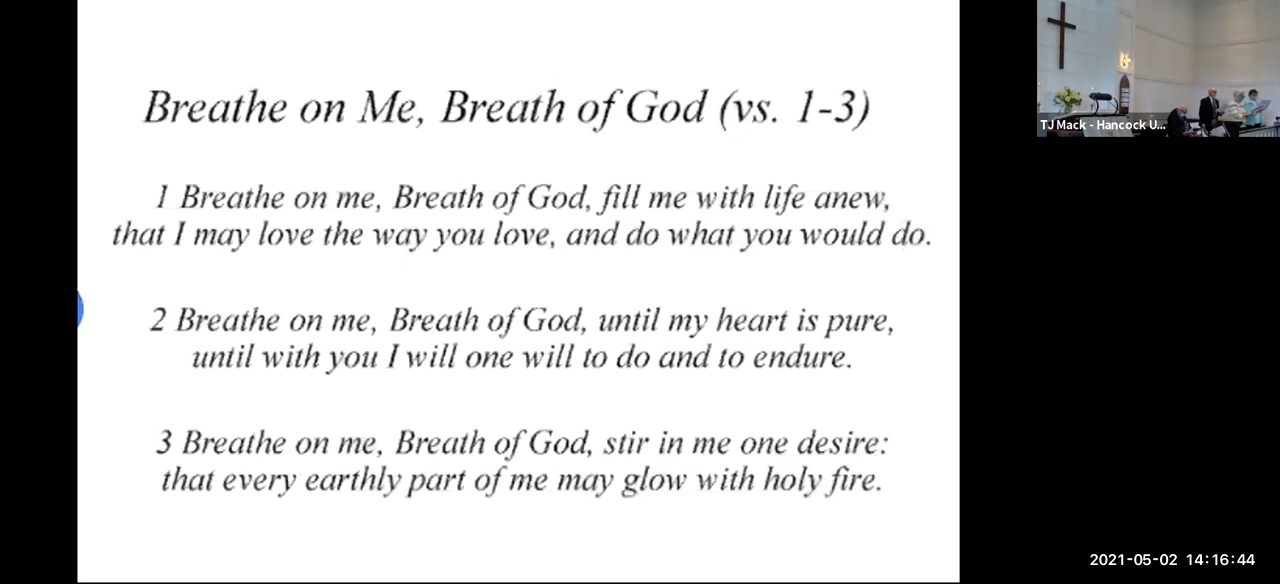 Breathe on Me, Breath of God (vs. 1-3)
1 Breathe on me, Breath of God, fill me with life anew,
that I may love the way you love, and do what you would do.
2 Breathe on me, Breath of God, until my heart is pure,
until with you I will one will to do and to endure.
3 Breathe on me, Breath of God, stir in me one desire:
that every earthly part of me may glow with holy fire.
TJ Mack - Hancock U...
2021-05-02 14:16:44